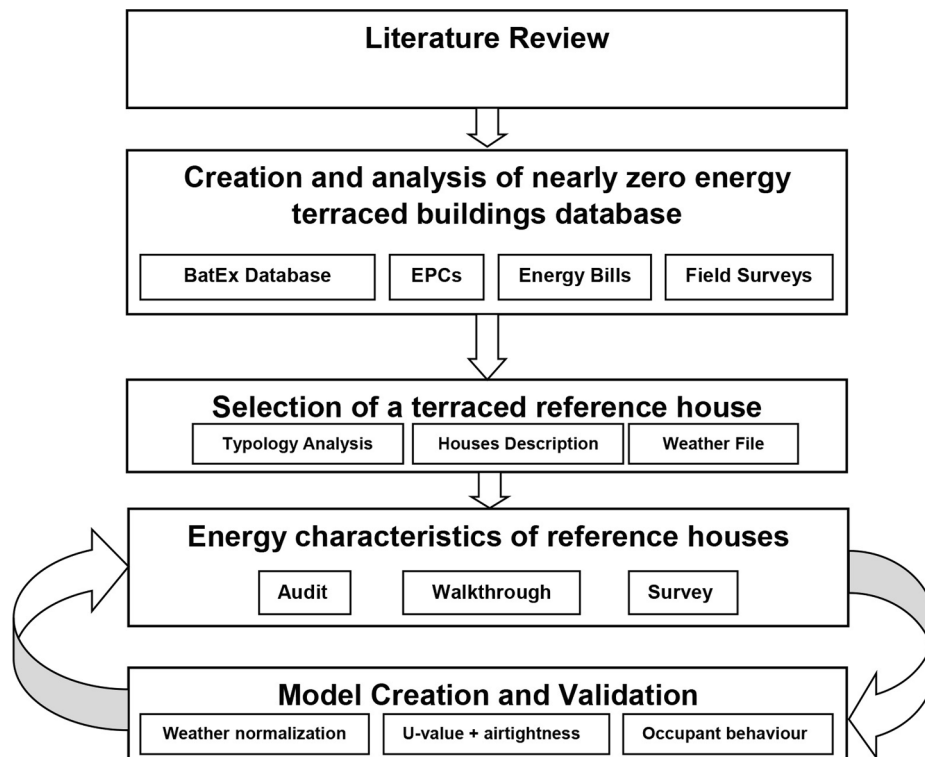 Literature Review
Creation and analysis of nearly zero energy
terraced buildings database
BatEx Database
EPCs
Energy Bills
Field Surveys
Selection of a terraced reference house
Typology Analysis
Houses Description
Weather File
Energy characteristics of reference houses
Audit
Walkthrough
Survey
Model Creation and Validation
Weather normalization
U-value + airtightness
Occupant behaviour